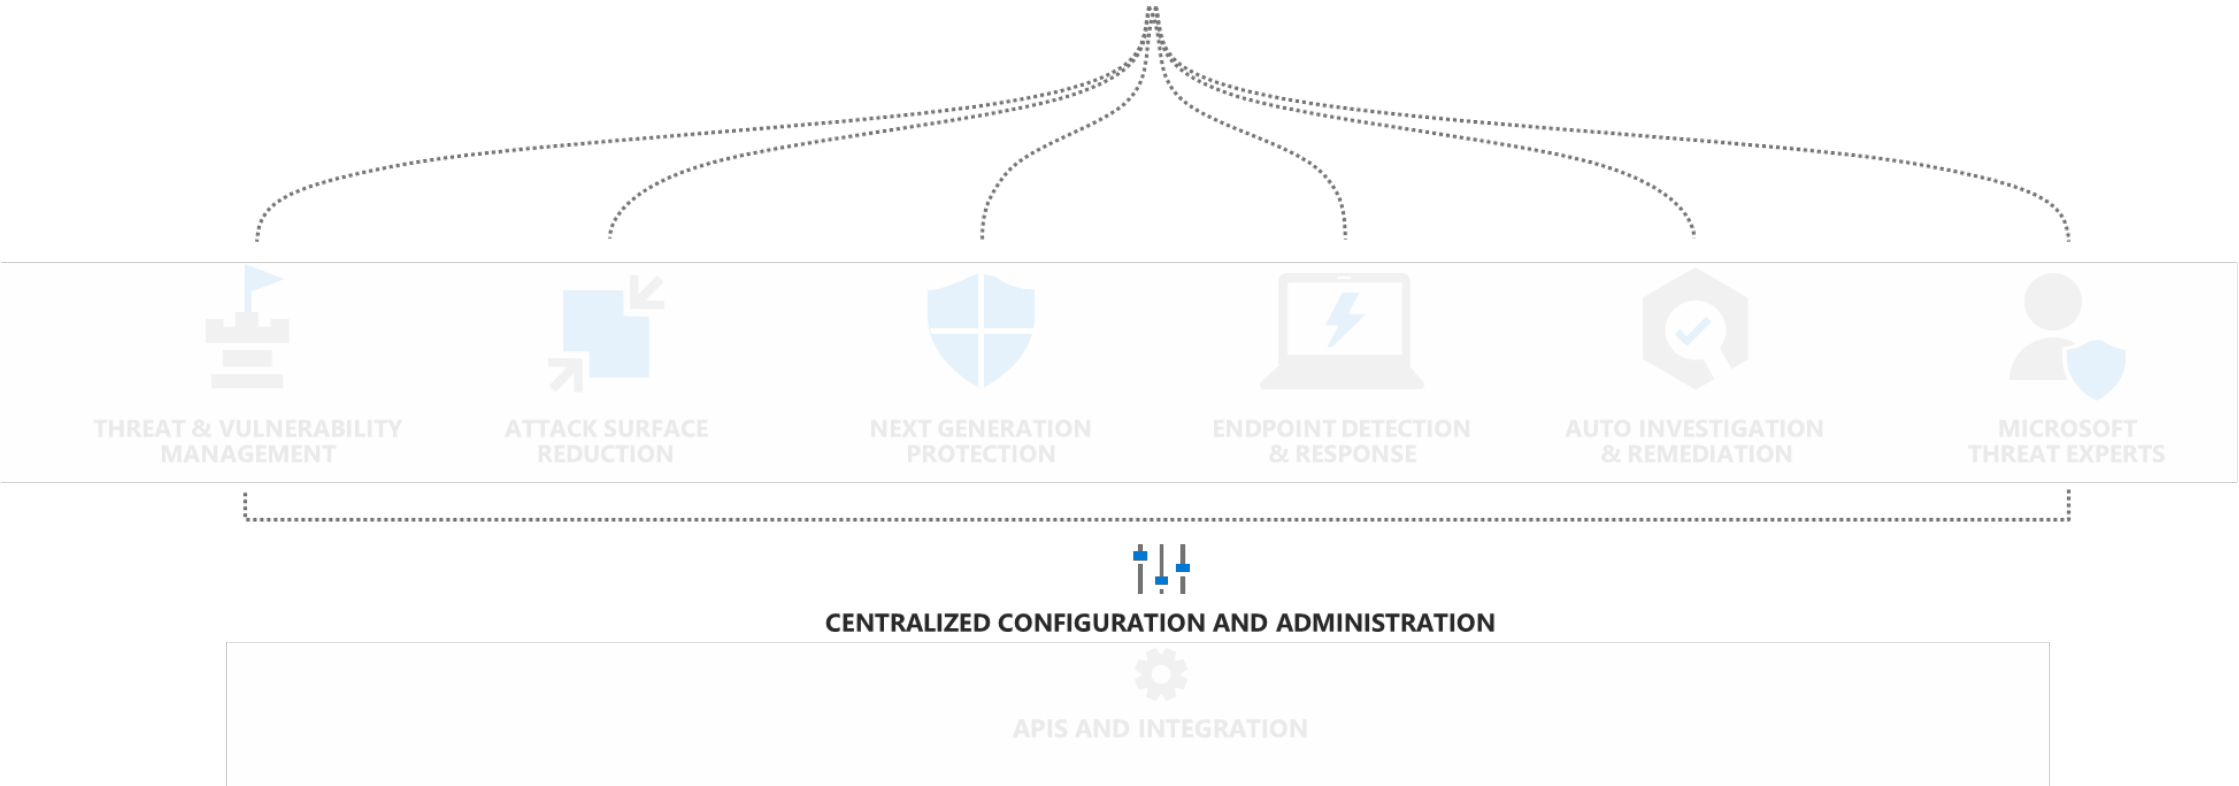 THREAT & VULNERABILITY
MANAGEMENT
ATTACK SURFACE
REDUCTION
NEXT GENERATION
PROTECTION
ENDPOINT DETECTION
& RESPONSE
AUTO INVESTIGATION
& REMEDIATION
MICROSOFT
THREAT EXPERTS
CENTRALIZED CONFIGURATION AND ADMINISTRATION
APIS AND INTEGRATION